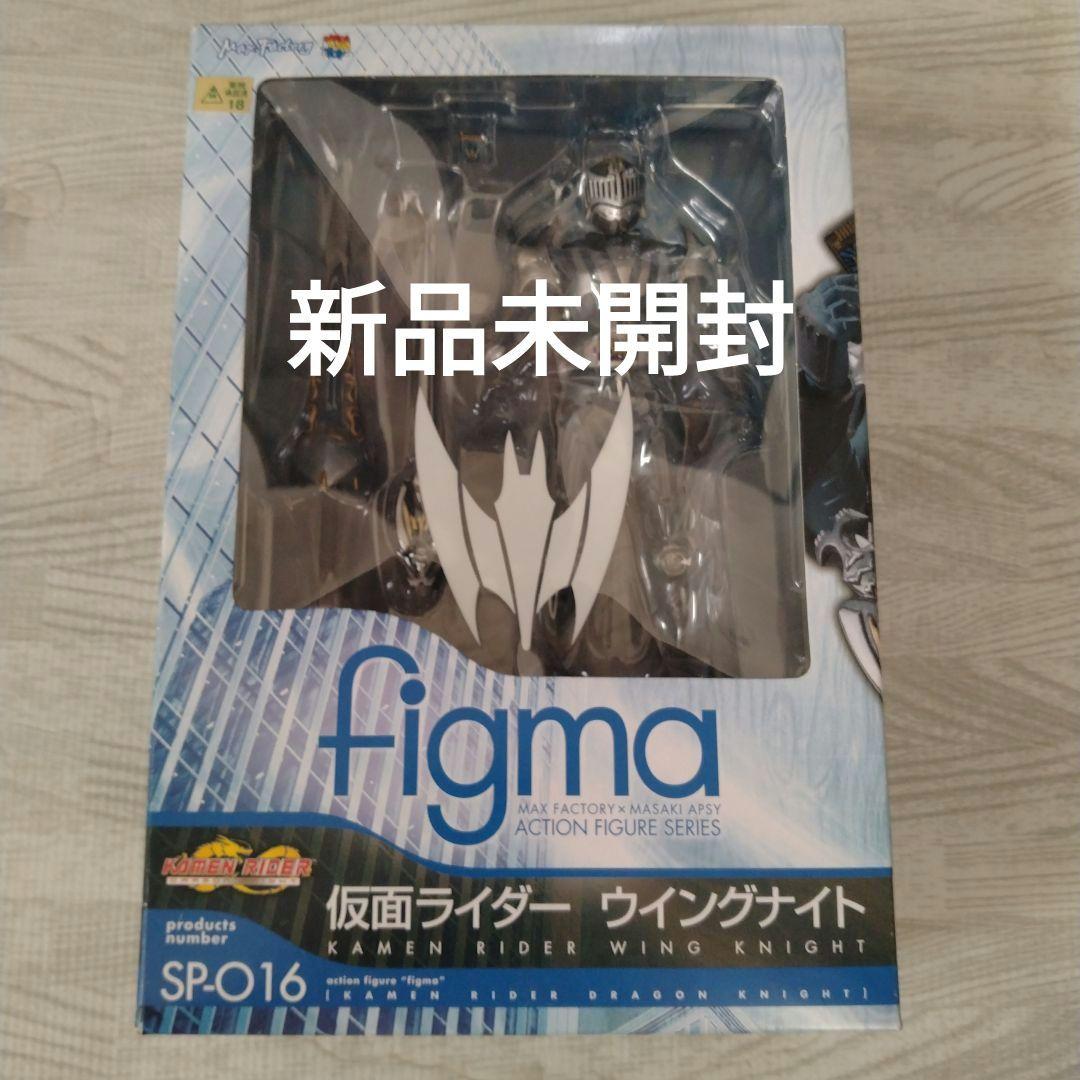 Max Factory
18
新品未開封
figma
MAX FACTORY×MASAKI APSY
ACTION FIGURE SERIES
KAMEN RIDER
仮面ライダー ウイングナイト
KAMEN RIDER WING KNIGHT
products
number
SP-016
action figure "figma"
[KAMEN RIDER DRAGON KNIGHT]